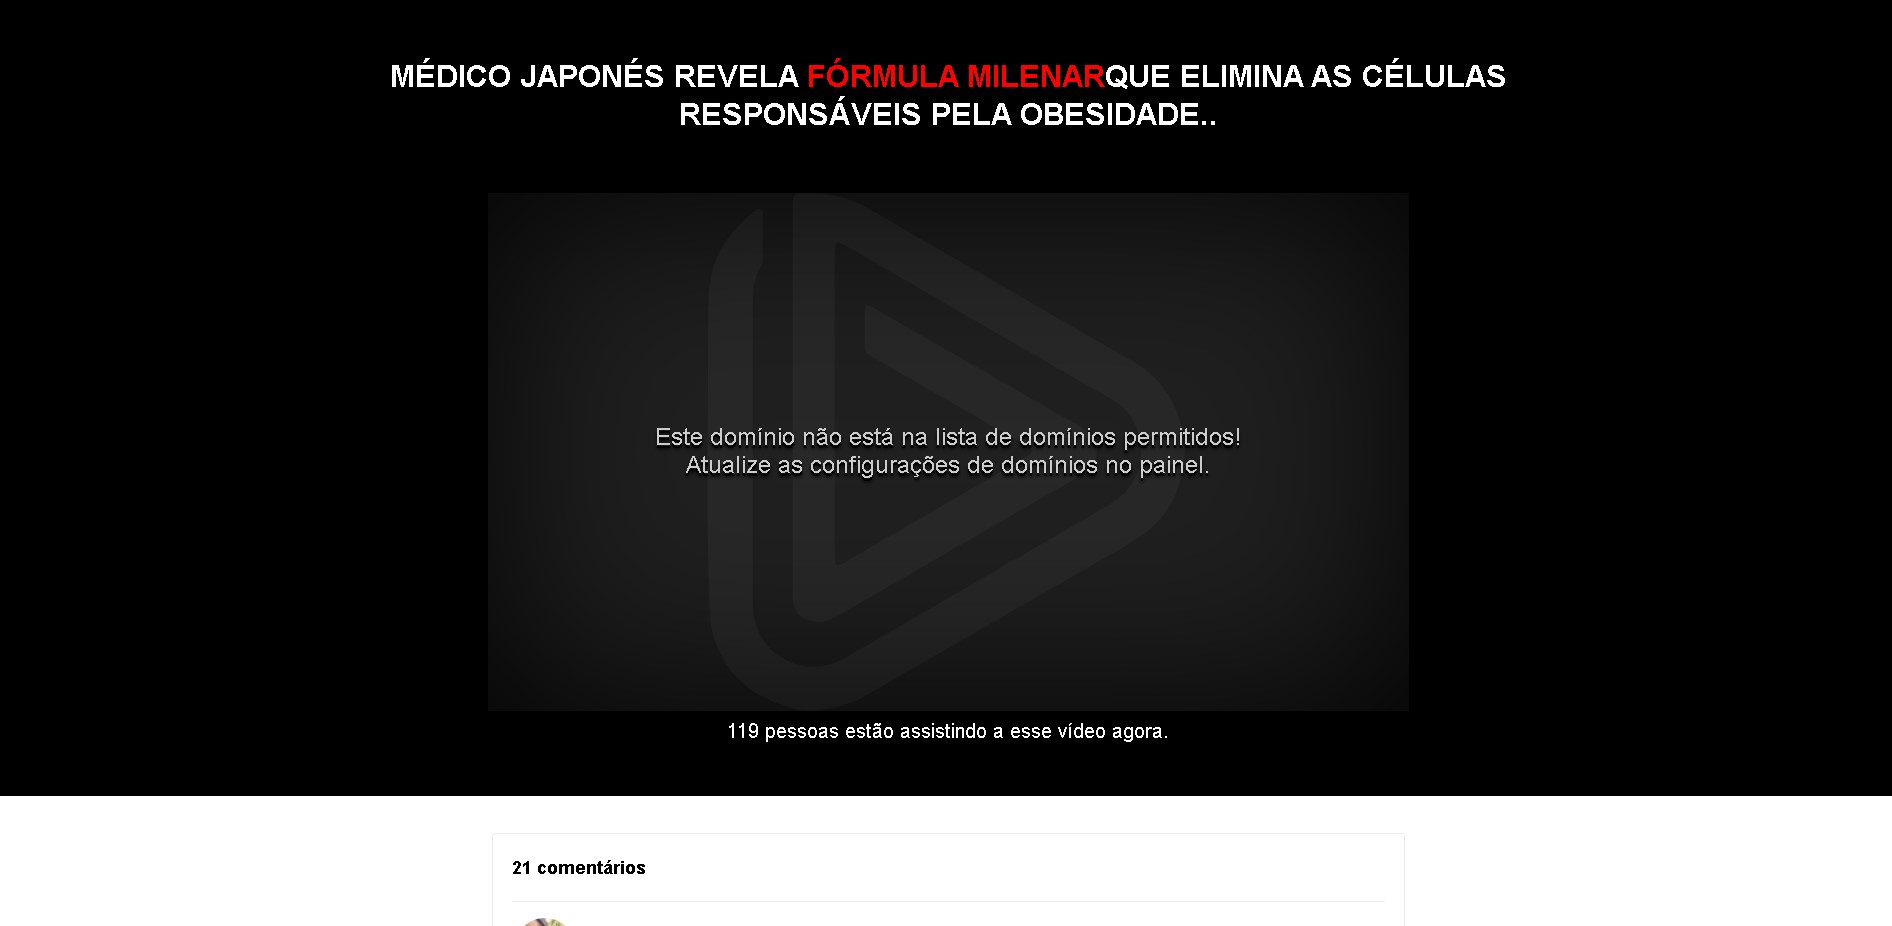 MÉDICO JAPONÉS REVELA FÓRMULA MILENARQUE ELIMINA AS CÉLULAS
RESPONSÁVEIS PELA OBESIDADE..
Este domínio não está na lista de domínios permitidos!
Atualize as configurações de domínios no painel.
119 pessoas estão assistindo a esse vídeo agora.
21 comentários